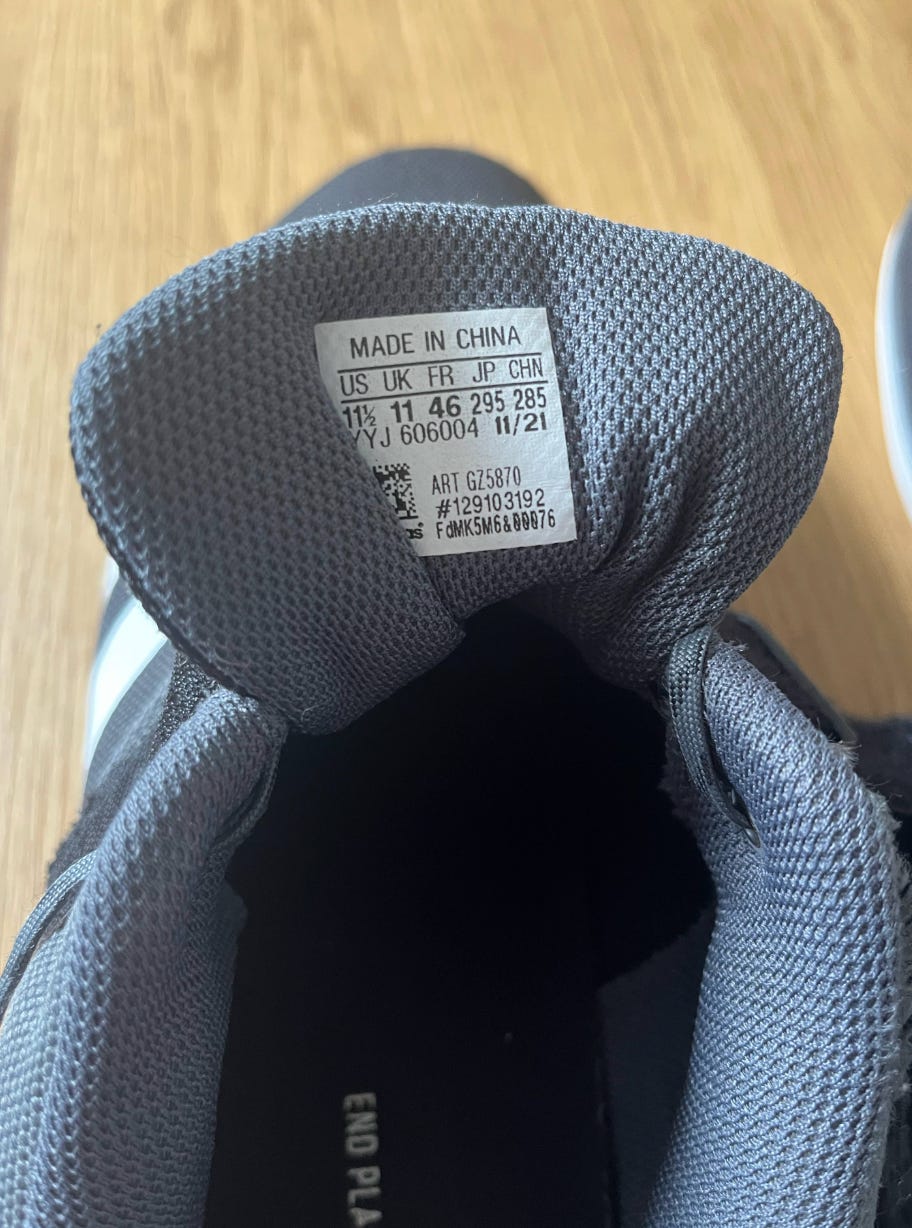 MADE IN CHINA
US UK FR JP CHN
11½ 11 46 295 285
YYJ 606004 11/21
ART GZ5870
#129103192
END PLA